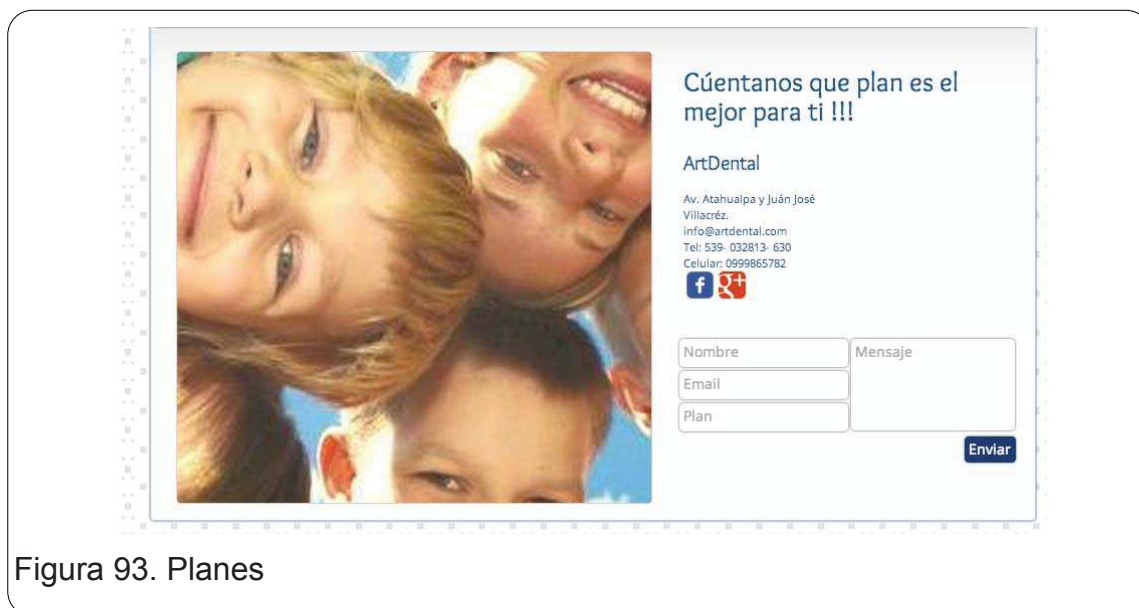 Cúentanos que plan es el
mejor para ti !!!
ArtDental
Av. Atahualpa y Juán José
Villacréz.
info@artdental.com
Tel: 539- 032813- 630
Celular: 0999865782
f g+
Nombre
Email
Plan
Mensaje
Enviar
Figura 93. Planes